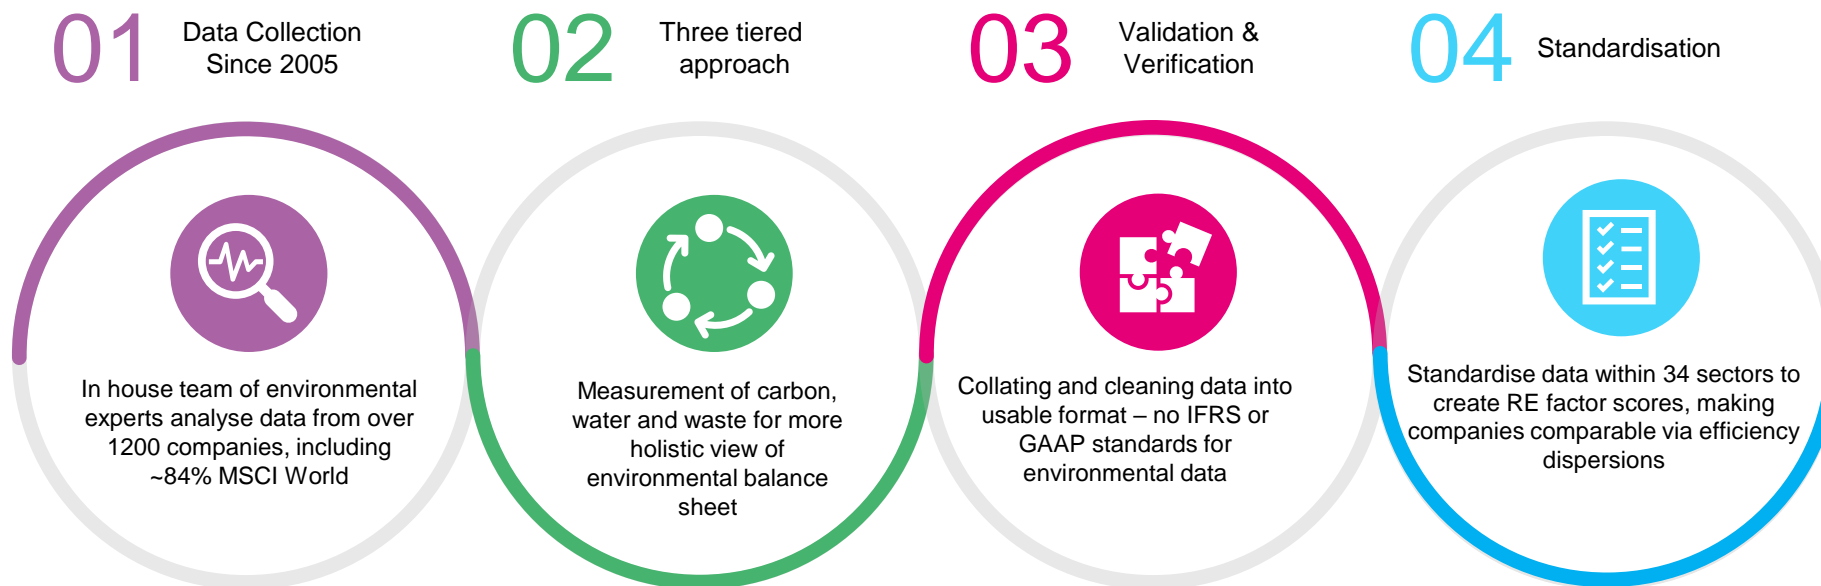 01
Data Collection
Since 2005
02
Three tiered
approach
03
Validation &
Verification
04
Standardisation
In house team of environmental
experts analyse data from over
1200 companies, including
~84% MSCI World
Measurement of carbon,
water and waste for more
holistic view of
environmental balance
sheet
Collating and cleaning data into
usable format – no IFRS or
GAAP standards for
environmental data
Standardise data within 34 sectors to
create RE factor scores, making
companies comparable via efficiency
dispersions